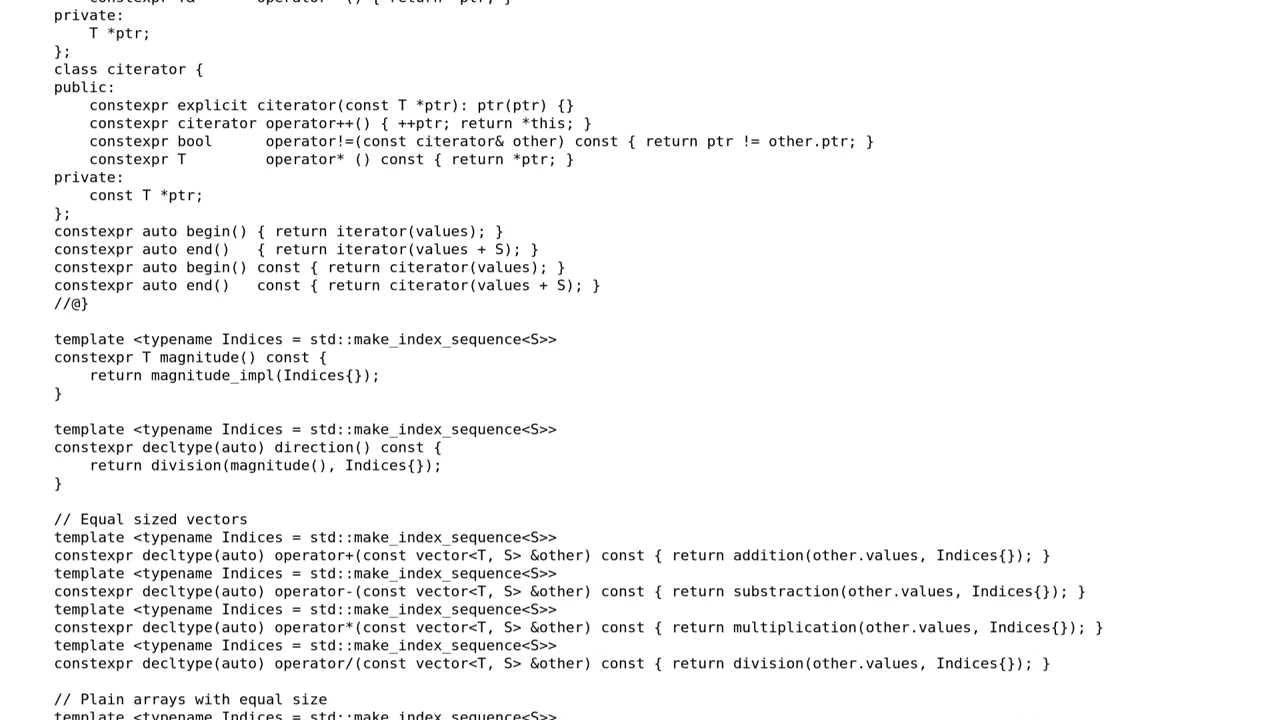 private:
    T *ptr;
};
class citerator {
public:
    constexpr explicit citerator(const T *ptr): ptr(ptr) {}
    constexpr citerator operator++() { ++ptr; return *this; }
    constexpr bool      operator!=(const citerator& other) const { return ptr != other.ptr; }
    constexpr T         operator* () const { return *ptr; }
private:
    const T *ptr;
};
constexpr auto begin() { return iterator(values); }
constexpr auto end()   { return iterator(values + S); }
constexpr auto begin() const { return citerator(values); }
constexpr auto end()   const { return citerator(values + S); }
//@}

template <typename Indices = std::make_index_sequence<S>>
constexpr T magnitude() const {
    return magnitude_impl(Indices{});
}

template <typename Indices = std::make_index_sequence<S>>
constexpr decltype(auto) direction() const {
    return division(magnitude(), Indices{});
}

// Equal sized vectors
template <typename Indices = std::make_index_sequence<S>>
constexpr decltype(auto) operator+(const vector<T, S> &other) const { return addition(other.values, Indices{}); }
template <typename Indices = std::make_index_sequence<S>>
constexpr decltype(auto) operator-(const vector<T, S> &other) const { return substraction(other.values, Indices{}); }
template <typename Indices = std::make_index_sequence<S>>
constexpr decltype(auto) operator*(const vector<T, S> &other) const { return multiplication(other.values, Indices{}); }
template <typename Indices = std::make_index_sequence<S>>
constexpr decltype(auto) operator/(const vector<T, S> &other) const { return division(other.values, Indices{}); }

// Plain arrays with equal size
template <typename Indices = std::make_index_sequence<S>>